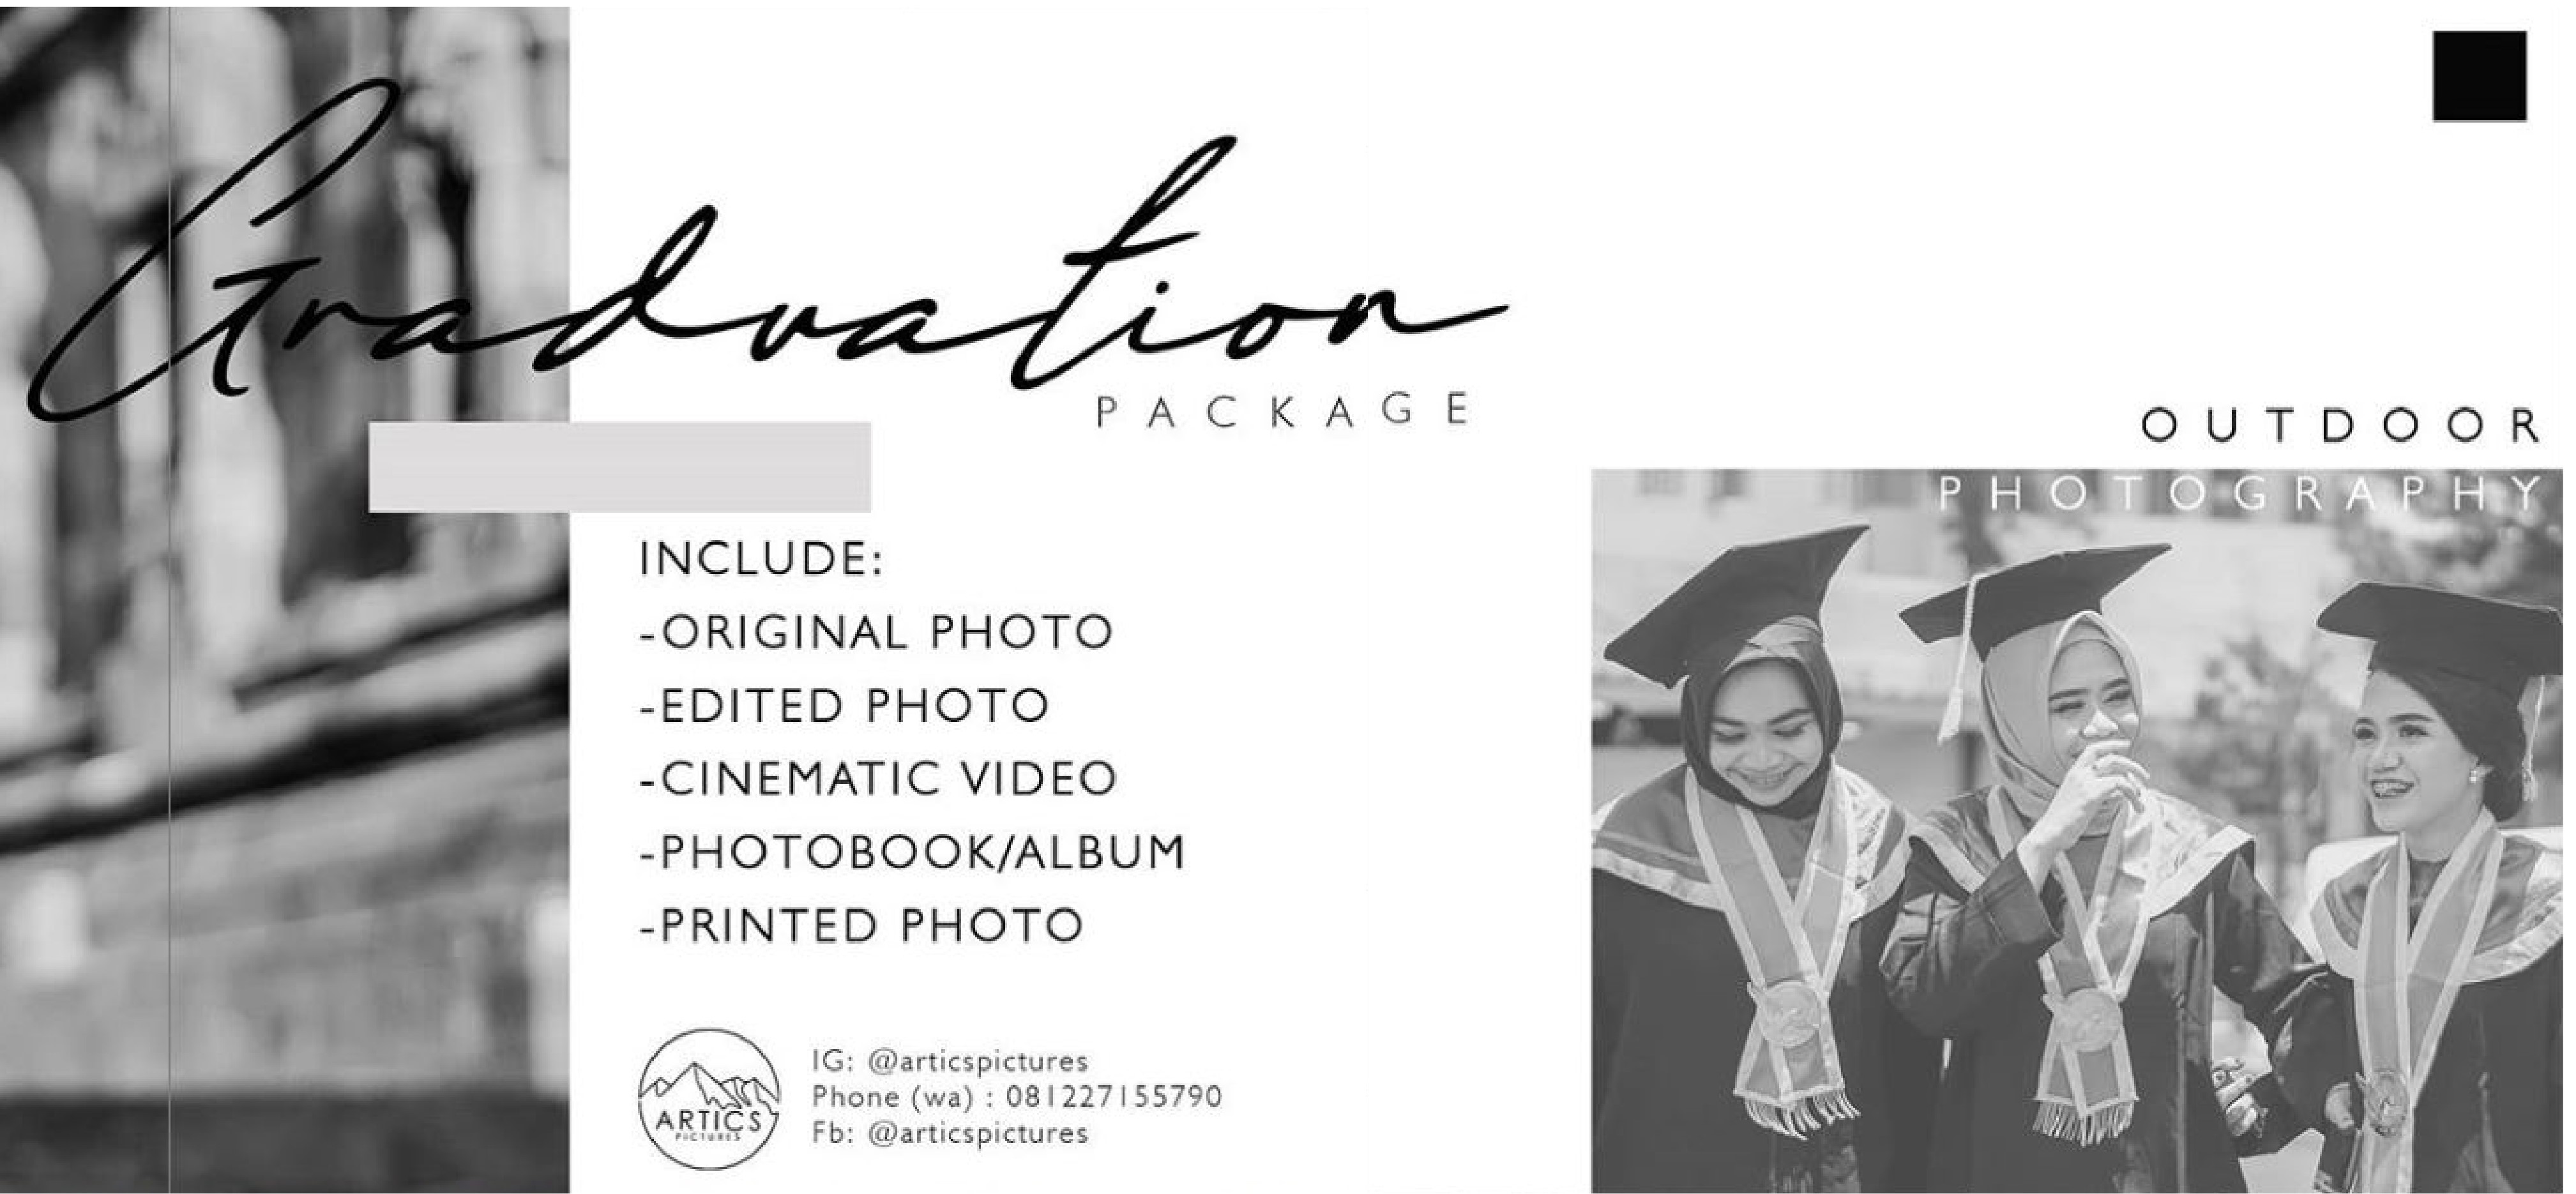 Graduation
PACKAGE
OUTDOOR
PHOTOGRAPHY
INCLUDE:
-ORIGINAL PHOTO
-EDITED PHOTO
-CINEMATIC VIDEO
-PHOTOBOOK/ALBUM
-PRINTED PHOTO
ARTICS
PICTURES
IG: @articspictures
Phone (wa) : 081227155790
Fb: @articspictures